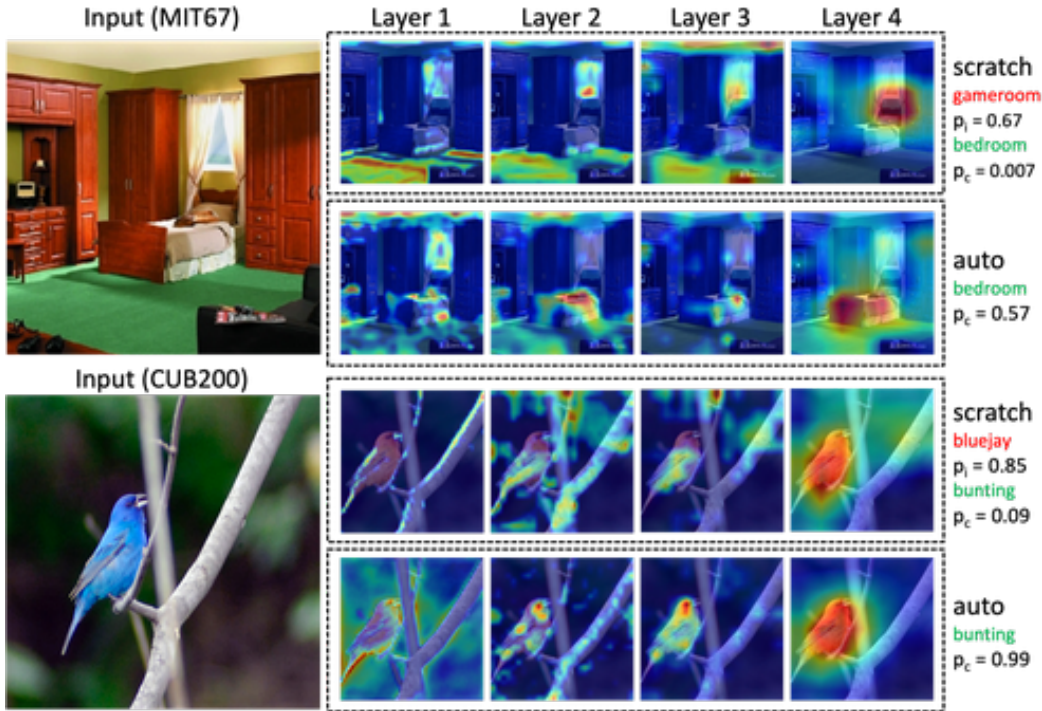 Input (MIT67)
Layer 1
Layer 2
Layer 3
Layer 4
scratch
gameroom
pᵢ = 0.67
bedroom
p_c = 0.007
auto
bedroom
p_c = 0.57
Input (CUB200)
scratch
bluejay
pᵢ = 0.85
bunting
p_c = 0.09
auto
bunting
p_c = 0.99